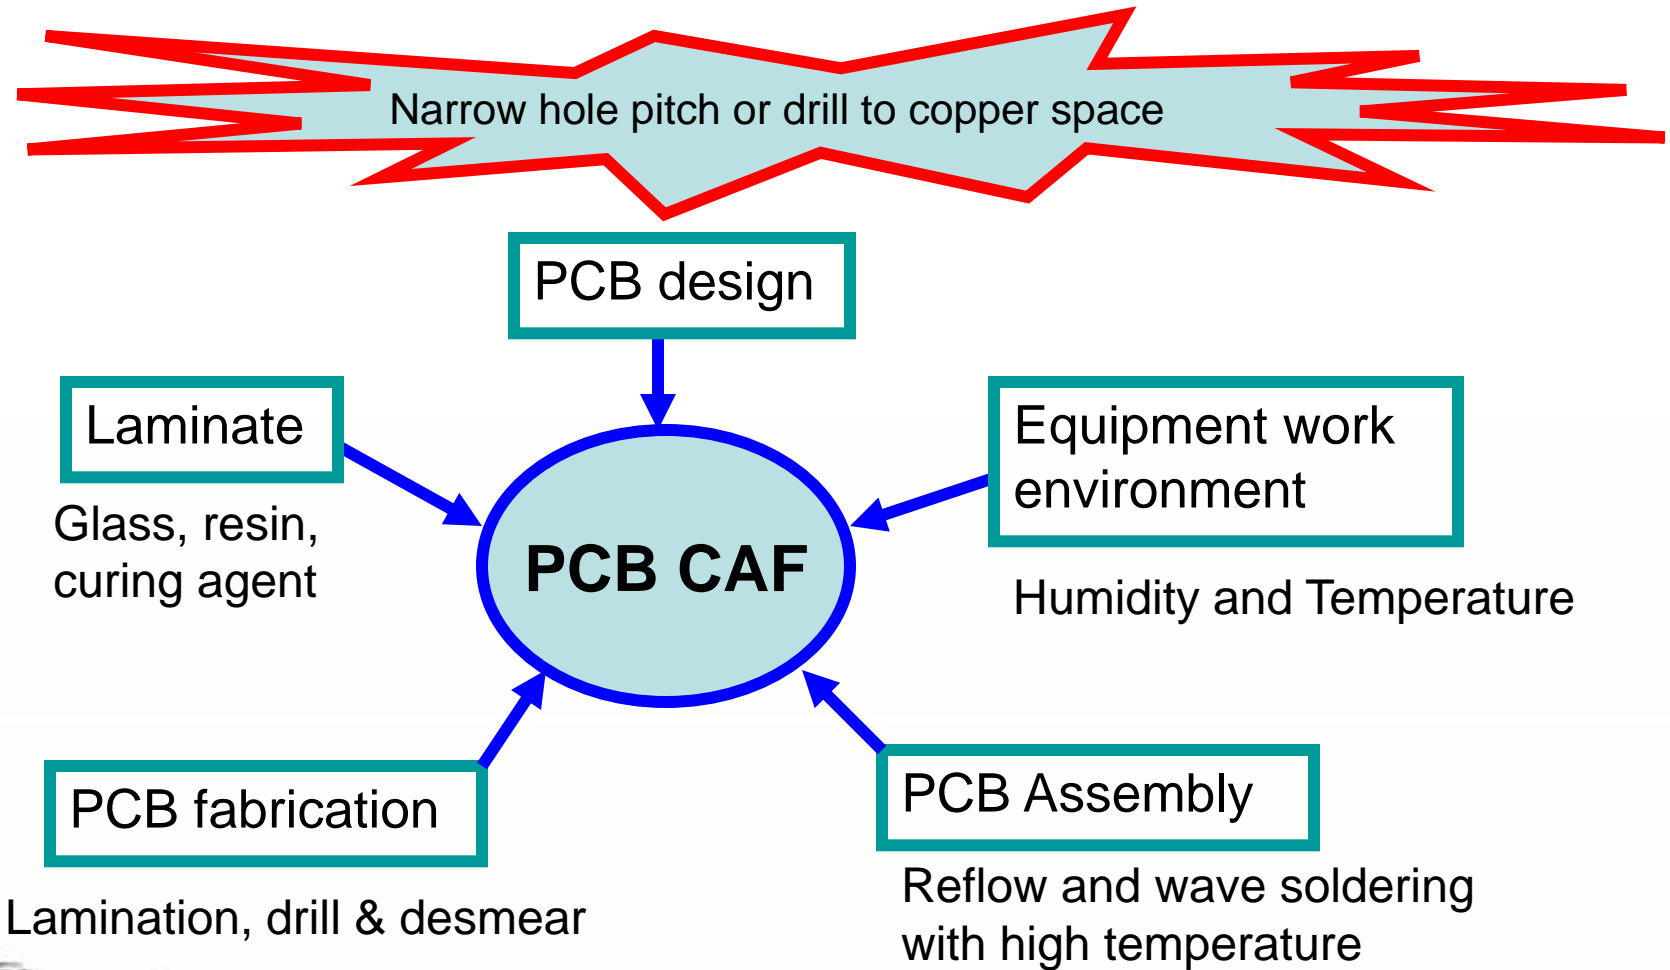 Narrow hole pitch or drill to copper space
PCB design
Laminate
Glass, resin,
curing agent
Equipment work
environment
Humidity and Temperature
PCB CAF
PCB fabrication
Lamination, drill & desmear
PCB Assembly
Reflow and wave soldering
with high temperature